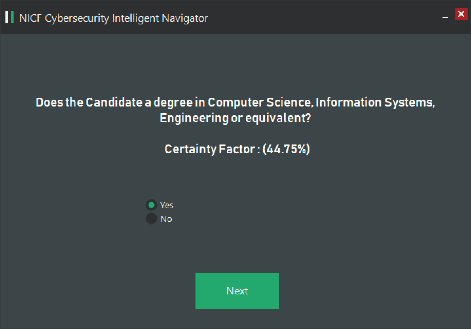 NICF Cybersecurity Intelligent Navigator
Does the Candidate a degree in Computer Science, Information Systems,
Engineering or equivalent?
Certainty Factor : (44.75%)
Yes
No
Next